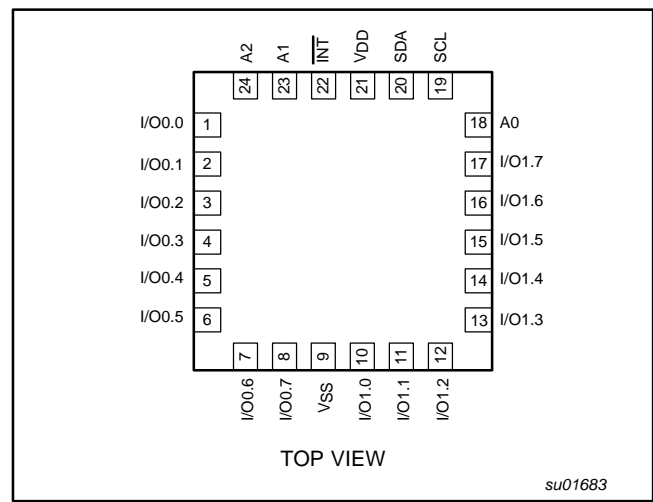 A2 A1 INT VDD SDA SCL
24 23 22 21 20 19
I/O0.0 1 18 A0
I/O0.1 2 17 I/O1.7
I/O0.2 3 16 I/O1.6
I/O0.3 4 15 I/O1.5
I/O0.4 5 14 I/O1.4
I/O0.5 6 13 I/O1.3
7 8 9 10 11 12
I/O0.6 I/O0.7 VSS I/O1.0 I/O1.1 I/O1.2
TOP VIEW
su01683